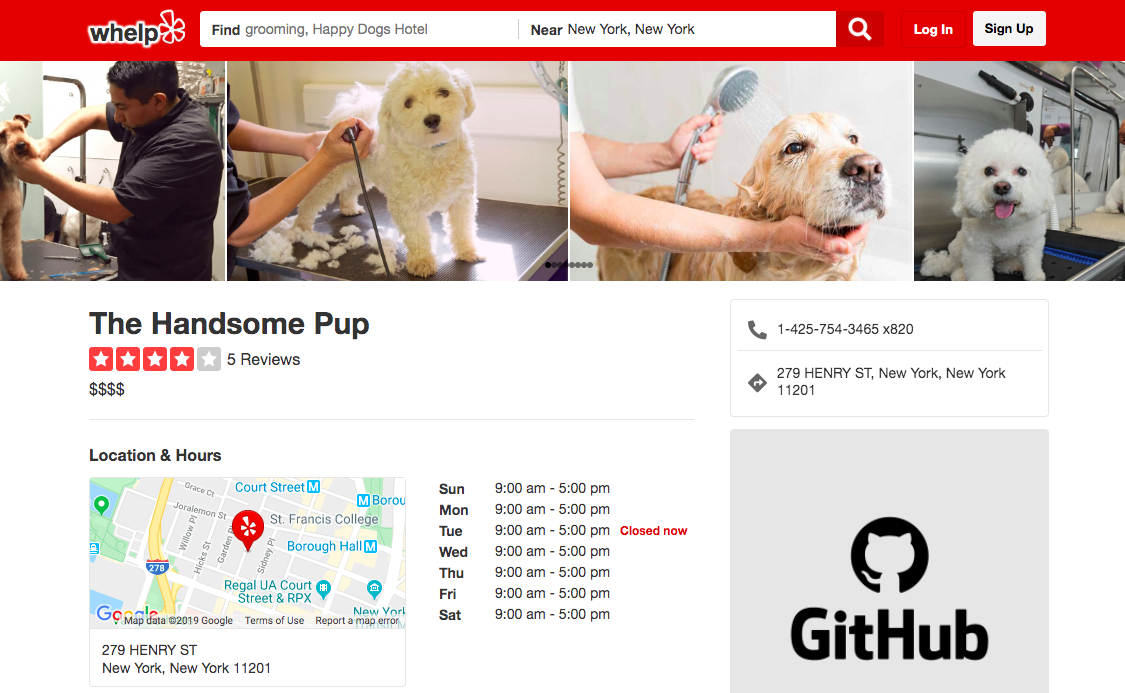 whelp
Find grooming, Happy Dogs Hotel
Near New York, New York
Log In
Sign Up
The Handsome Pup
5 Reviews
$$$$
1-425-754-3465 x820
279 HENRY ST, New York, New York
11201
Location & Hours
Grace Ct
Court Street M
M Borou
Joralemon St
St. Francis College
Willow Pl
Hicks St
Garden Pl
Sidney Pl
Borough Hall M
278
Regal UA Court
Street & RPX
New York
Transit M
Google
Map data ©2019 Google Terms of Use Report a map error
279 HENRY ST
New York, New York 11201
Sun 9:00 am - 5:00 pm
Mon 9:00 am - 5:00 pm
Tue 9:00 am - 5:00 pm Closed now
Wed 9:00 am - 5:00 pm
Thu 9:00 am - 5:00 pm
Fri 9:00 am - 5:00 pm
Sat 9:00 am - 5:00 pm
GitHub